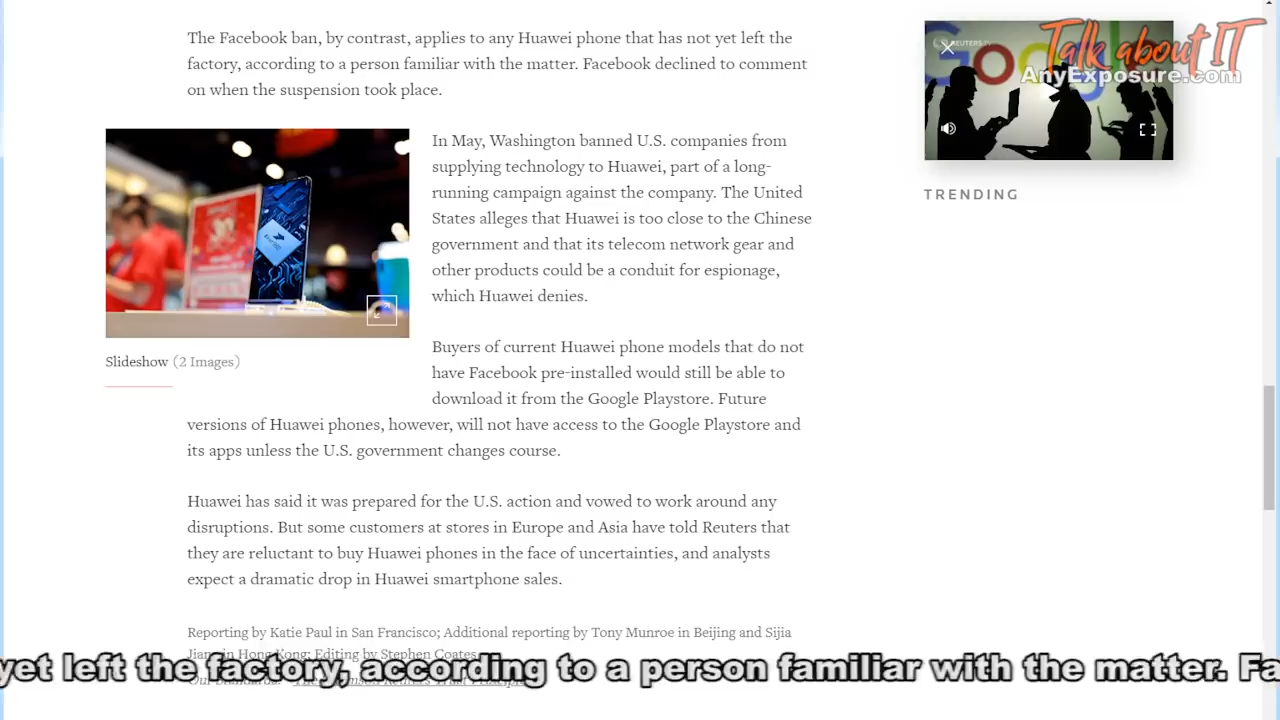 The Facebook ban, by contrast, applies to any Huawei phone that has not yet left the
factory, according to a person familiar with the matter. Facebook declined to comment
on when the suspension took place.
In May, Washington banned U.S. companies from
supplying technology to Huawei, part of a long-
running campaign against the company. The United
States alleges that Huawei is too close to the Chinese
government and that its telecom network gear and
other products could be a conduit for espionage,
which Huawei denies.
Slideshow (2 Images)
Buyers of current Huawei phone models that do not
have Facebook pre-installed would still be able to
download it from the Google Playstore. Future
versions of Huawei phones, however, will not have access to the Google Playstore and
its apps unless the U.S. government changes course.
Huawei has said it was prepared for the U.S. action and vowed to work around any
disruptions. But some customers at stores in Europe and Asia have told Reuters that
they are reluctant to buy Huawei phones in the face of uncertainties, and analysts
expect a dramatic drop in Huawei smartphone sales.
Reporting by Katie Paul in San Francisco; Additional reporting by Tony Munroe in Beijing and Sijia
Jiang in Hong Kong; Editing by Stephen Coates
yet left the factory, according to a person familiar with the matter. Fa
REUTERS
Talk about IT
AnyExposure.com
TRENDING